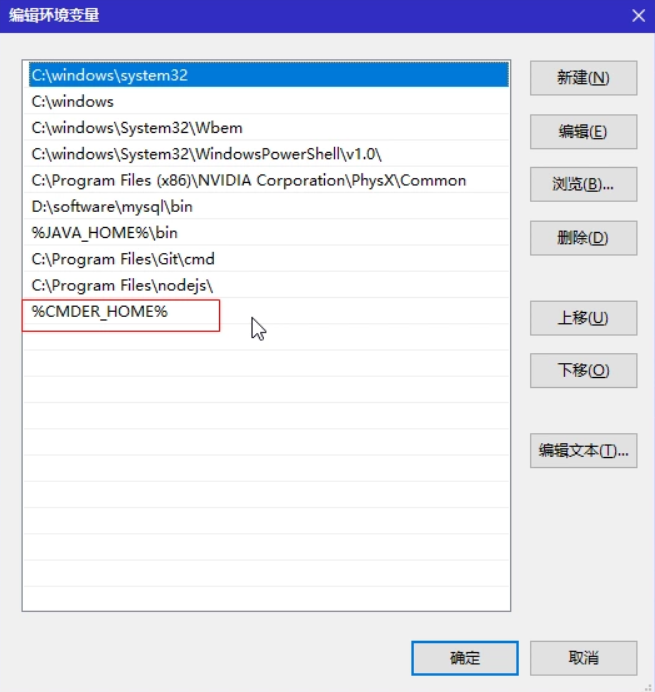 编辑环境变量
C:\windows\system32
C:\windows
C:\windows\System32\Wbem
C:\windows\System32\WindowsPowerShell\v1.0\
C:\Program Files (x86)\NVIDIA Corporation\PhysX\Common
D:\software\mysql\bin
%JAVA_HOME%\bin
C:\Program Files\Git\cmd
C:\Program Files\nodejs\
%CMDER_HOME%
新建(N)
编辑(E)
浏览(B)...
删除(D)
上移(U)
下移(O)
编辑文本(T)...
确定
取消